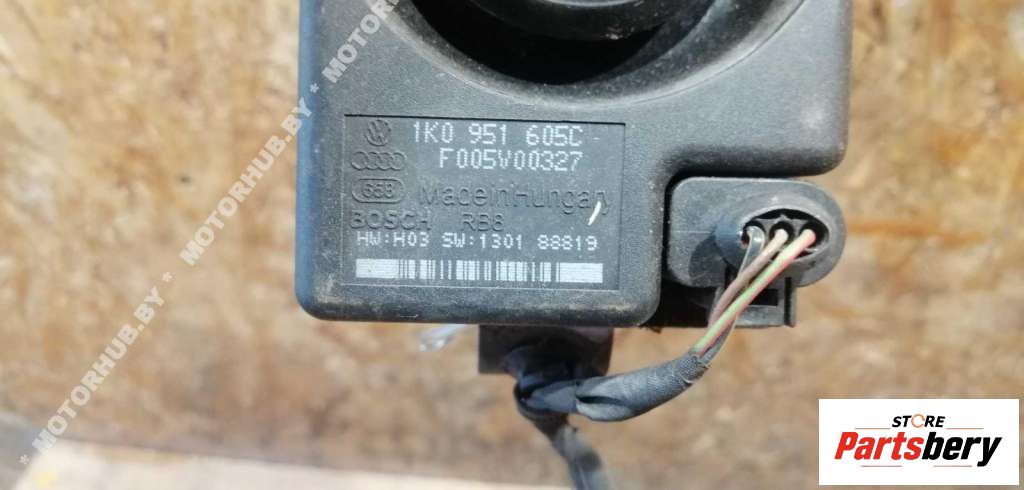 * MOTORHUB.BY * MOTORHUB.BY * MOTORHUB
1K0 951 605C
F005V00327
658 Made in Hungary
BOSCH RB8
HW:H03 SW:1301 88819
STORE
Partsbery